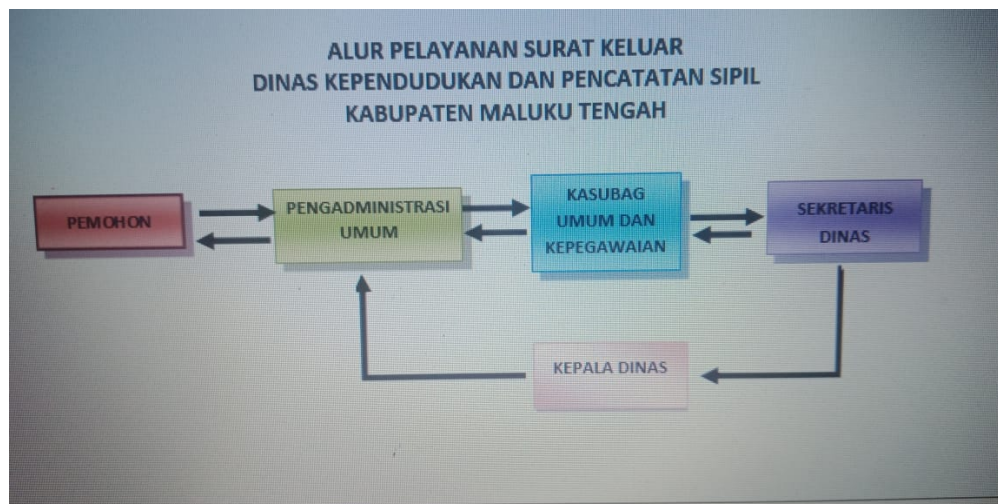 ALUR PELAYANAN SURAT KELUAR
DINAS KEPENDUDUKAN DAN PENCATATAN SIPIL
KABUPATEN MALUKU TENGAH
PEMOHON
PENGADMINISTRASI
UMUM
KASUBAG
UMUM DAN
KEPEGAWAIAN
SEKRETARIS
DINAS
KEPALA DINAS